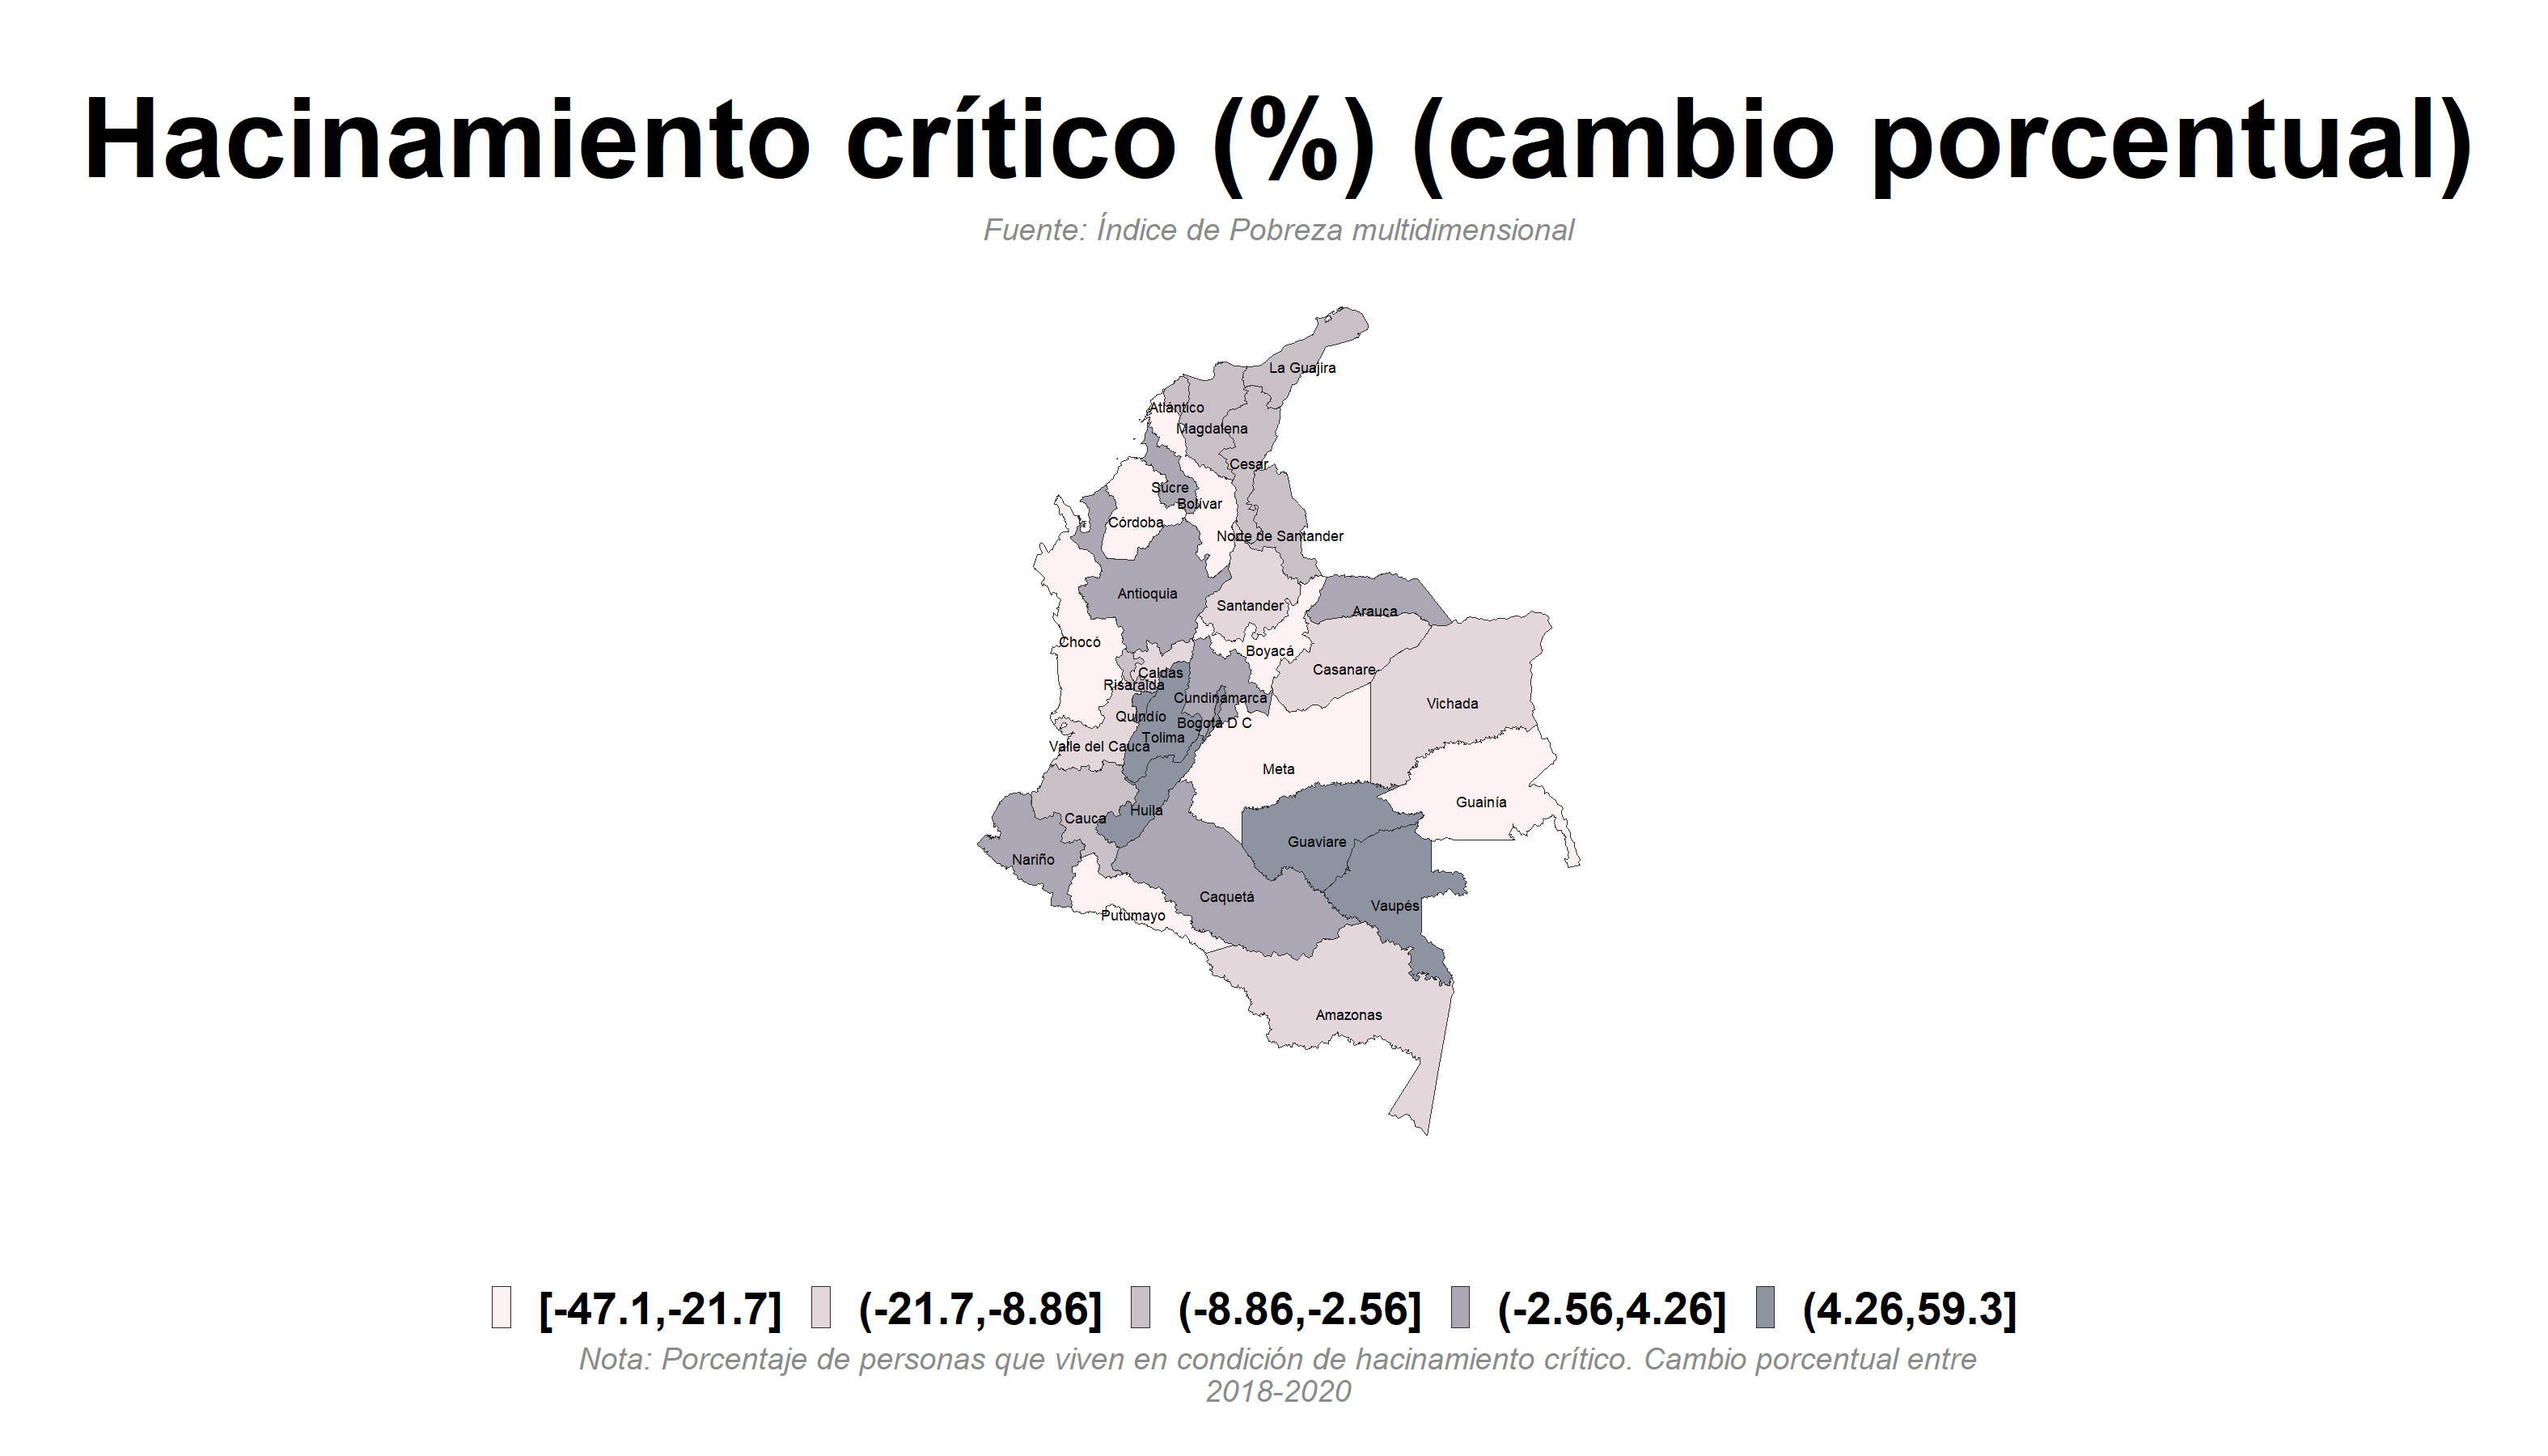 Hacinamiento crítico (%) (cambio porcentual)
Fuente: Índice de Pobreza multidimensional
La Guajira
Atlántico
Magdalena
Cesar
Sucre
Bolívar
Córdoba
Norte de Santander
Antioquia
Santander
Arauca
Chocó
Boyacá
Casanare
Caldas
Risaralda
Cundinamarca
Vichada
Quindío
Bogotá D C
Tolima
Valle del Cauca
Meta
Guainía
Huila
Cauca
Guaviare
Nariño
Caquetá
Vaupés
Putumayo
Amazonas
[-47.1,-21.7] (-21.7,-8.86] (-8.86,-2.56] (-2.56,4.26] (4.26,59.3]
Nota: Porcentaje de personas que viven en condición de hacinamiento crítico. Cambio porcentual entre
2018-2020